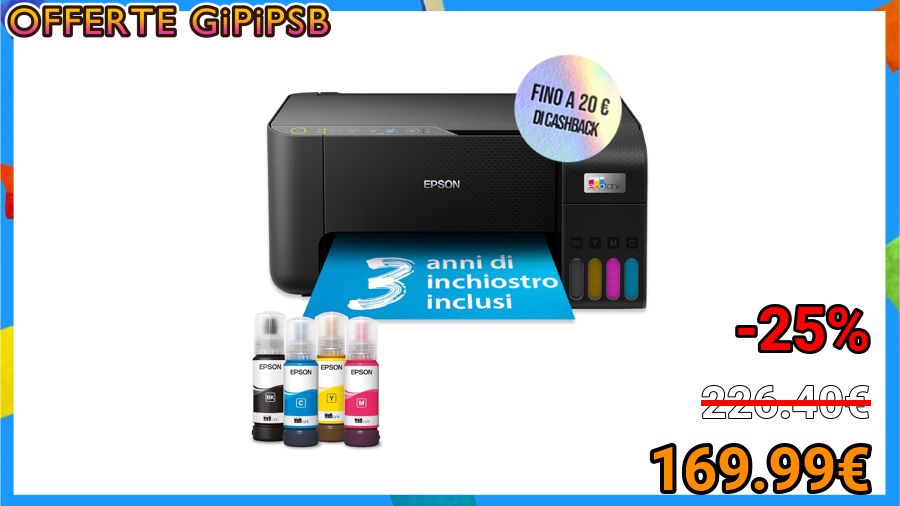 OFFERTE GiPiPSB
FINO A 20 €
DI CASHBACK
EPSON
ecotank
BK Y M C
3 anni di
inchiostro
inclusi
EPSON EPSON EPSON EPSON
BK C Y M
-25%
226.40€
169.99€